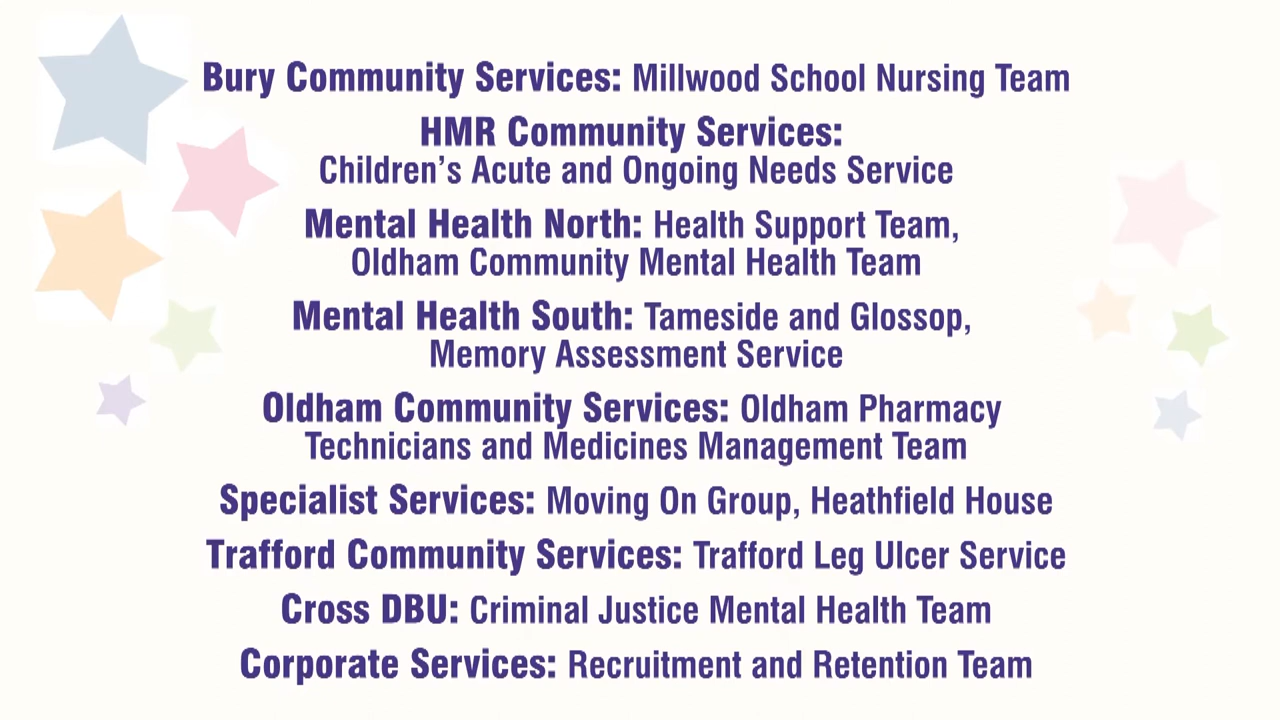 Bury Community Services: Millwood School Nursing Team
HMR Community Services:
Children’s Acute and Ongoing Needs Service
Mental Health North: Health Support Team,
Oldham Community Mental Health Team
Mental Health South: Tameside and Glossop,
Memory Assessment Service
Oldham Community Services: Oldham Pharmacy
Technicians and Medicines Management Team
Specialist Services: Moving On Group, Heathfield House
Trafford Community Services: Trafford Leg Ulcer Service
Cross DBU: Criminal Justice Mental Health Team
Corporate Services: Recruitment and Retention Team